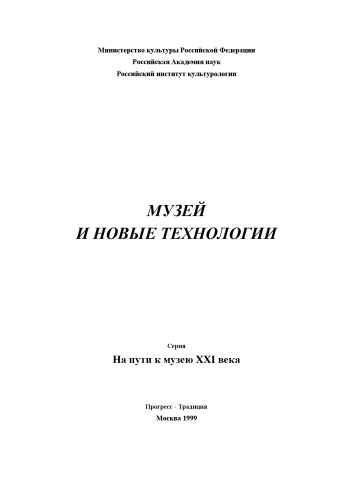 Министерство культуры Российской Федерации
Российская Академия наук
Российский институт культурологии
МУЗЕЙ
И НОВЫЕ ТЕХНОЛОГИИ
Серия
На пути к музею XXI века
Прогресс - Традиция
Москва 1999